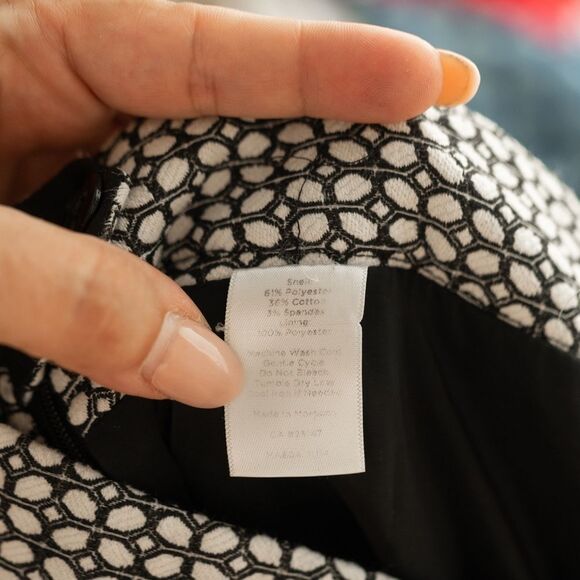 Shell:
61% Polyester
36% Cotton
3% Spandex
Lining:
100% Polyester
Machine Wash Cold
Gentle Cycle
Do Not Bleach
Tumble Dry Low
Cool Iron if Needed
Made in
CA